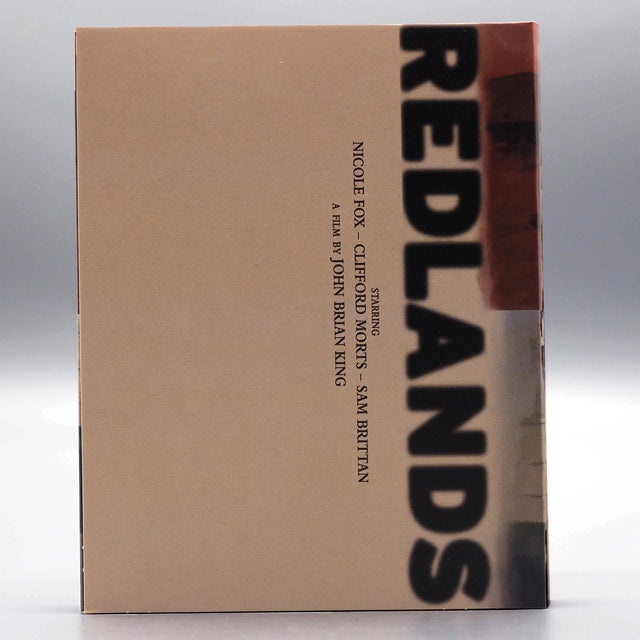 REDLANDS
STARRING
NICOLE FOX – CLIFFORD MORTS – SAM BRITTAN
A FILM BY JOHN BRIAN KING